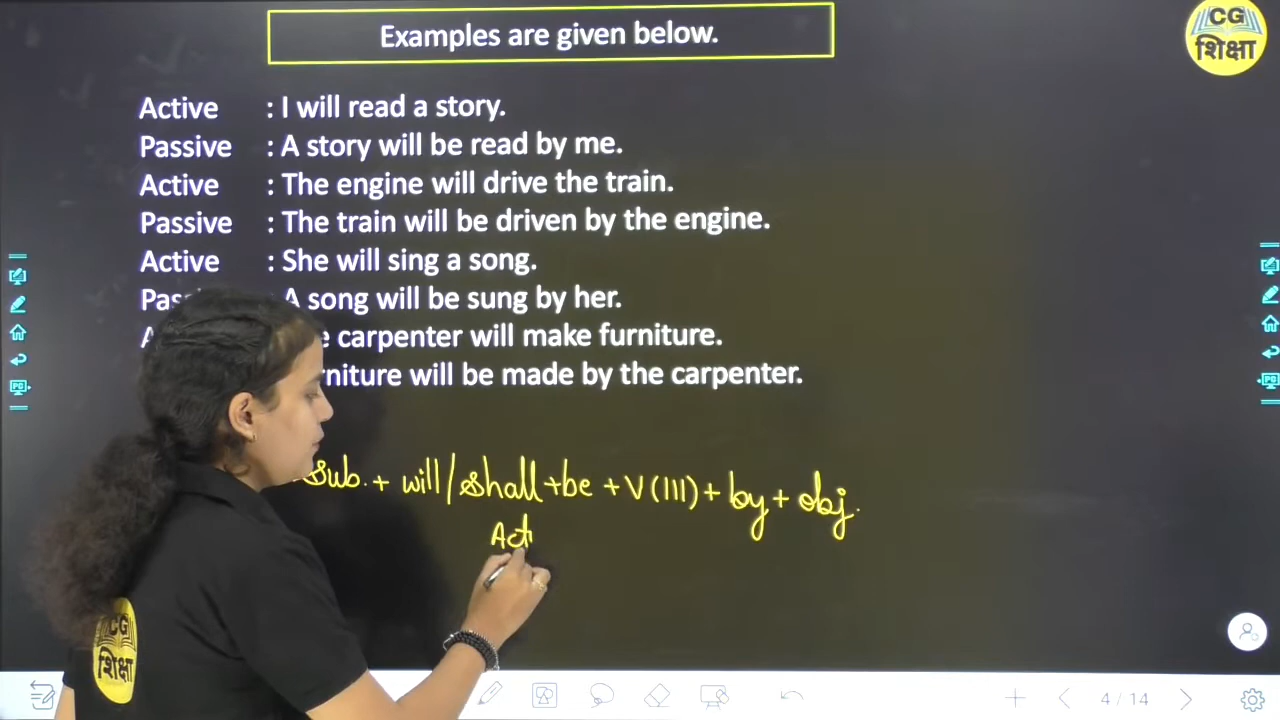 Examples are given below.
CG
शिक्षा
Active : I will read a story.
Passive : A story will be read by me.
Active : The engine will drive the train.
Passive : The train will be driven by the engine.
Active : She will sing a song.
A song will be sung by her.
carpenter will make furniture.
will be made by the carpenter.
sub. + will/shall+be + V(III) + by + obj.
Act
CG
शिक्षा
4 / 14